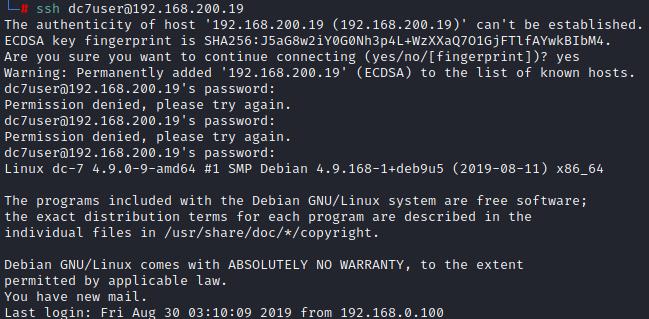 └─# ssh dc7user@192.168.200.19
The authenticity of host '192.168.200.19 (192.168.200.19)' can't be established.
ECDSA key fingerprint is SHA256:J5aG8w2iY0G0Nh3p4L+WzXXaQ7O1GjFTlfAYwkBIbM4.
Are you sure you want to continue connecting (yes/no/[fingerprint])? yes
Warning: Permanently added '192.168.200.19' (ECDSA) to the list of known hosts.
dc7user@192.168.200.19's password:
Permission denied, please try again.
dc7user@192.168.200.19's password:
Permission denied, please try again.
dc7user@192.168.200.19's password:
Linux dc-7 4.9.0-9-amd64 #1 SMP Debian 4.9.168-1+deb9u5 (2019-08-11) x86_64

The programs included with the Debian GNU/Linux system are free software;
the exact distribution terms for each program are described in the
individual files in /usr/share/doc/*/copyright.

Debian GNU/Linux comes with ABSOLUTELY NO WARRANTY, to the extent
permitted by applicable law.
You have new mail.
Last login: Fri Aug 30 03:10:09 2019 from 192.168.0.100